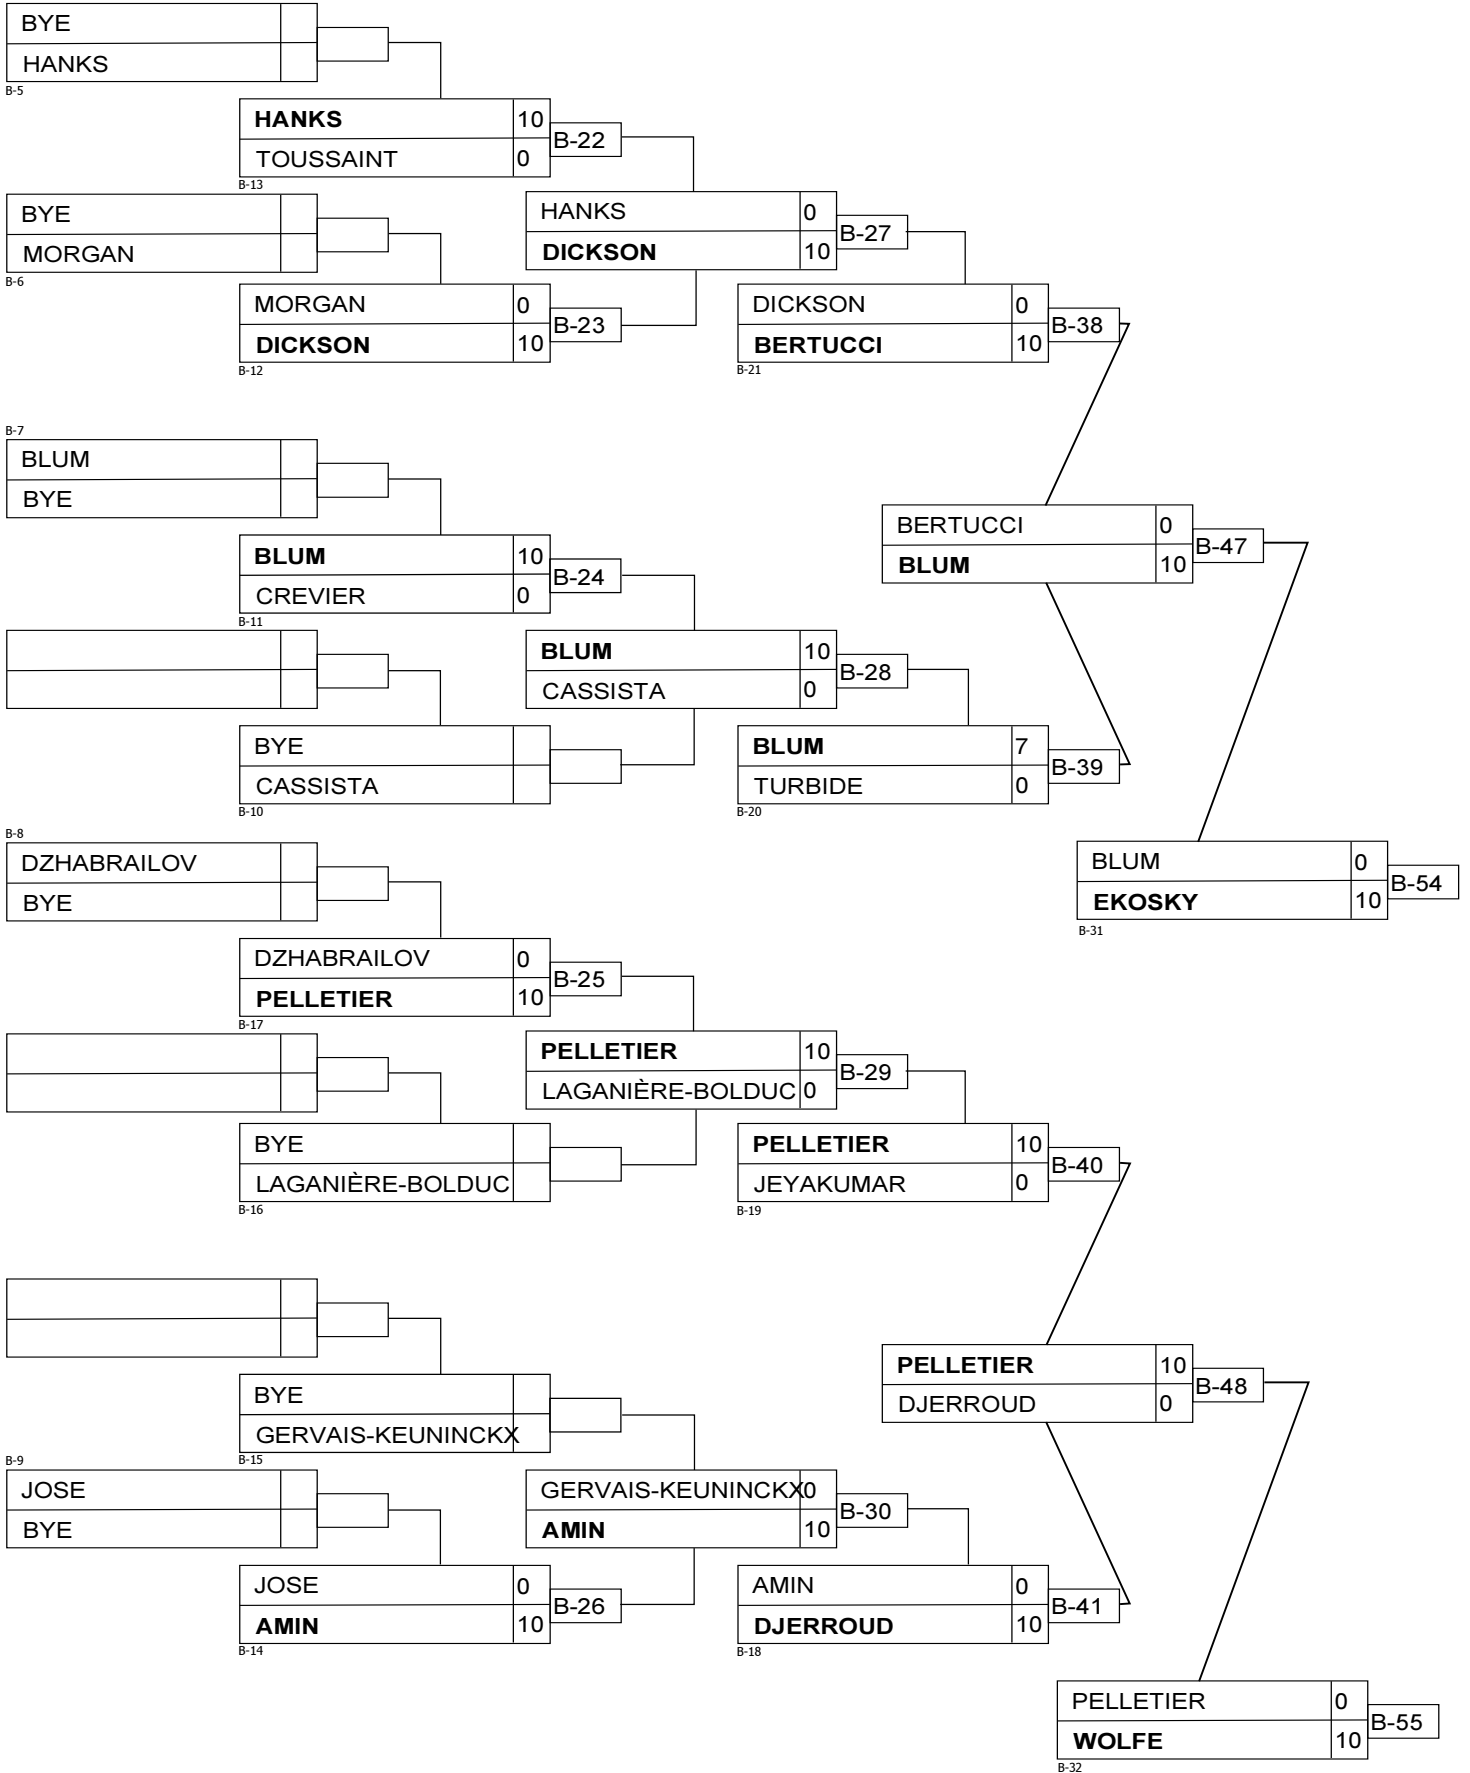 BYE
HANKS
B-5
HANKS 10
TOUSSAINT 0
B-22
B-13
BYE
MORGAN
B-6
HANKS 0
DICKSON 10
B-27
MORGAN 0
DICKSON 10
B-23
B-12
DICKSON 0
BERTUCCI 10
B-38
B-21
B-7
BLUM
BYE
BERTUCCI 0
BLUM 10
B-47
BLUM 10
CREVIER 0
B-24
B-11
BLUM 10
CASSISTA 0
B-28
BYE
CASSISTA
B-10
BLUM 7
TURBIDE 0
B-39
B-20
B-8
DZHABRAILOV
BYE
BLUM 0
EKOSKY 10
B-54
B-31
DZHABRAILOV 0
PELLETIER 10
B-25
B-17
PELLETIER 10
LAGANIÈRE-BOLDUC 0
B-29
BYE
LAGANIÈRE-BOLDUC
B-16
PELLETIER 10
JEYAKUMAR 0
B-40
B-19
PELLETIER 10
DJERROUD 0
B-48
BYE
GERVAIS-KEUNINCKX
B-15
B-9
JOSE
BYE
GERVAIS-KEUNINCKX 0
AMIN 10
B-30
JOSE 0
AMIN 10
B-26
B-14
AMIN 0
DJERROUD 10
B-41
B-18
PELLETIER 0
WOLFE 10
B-55
B-32